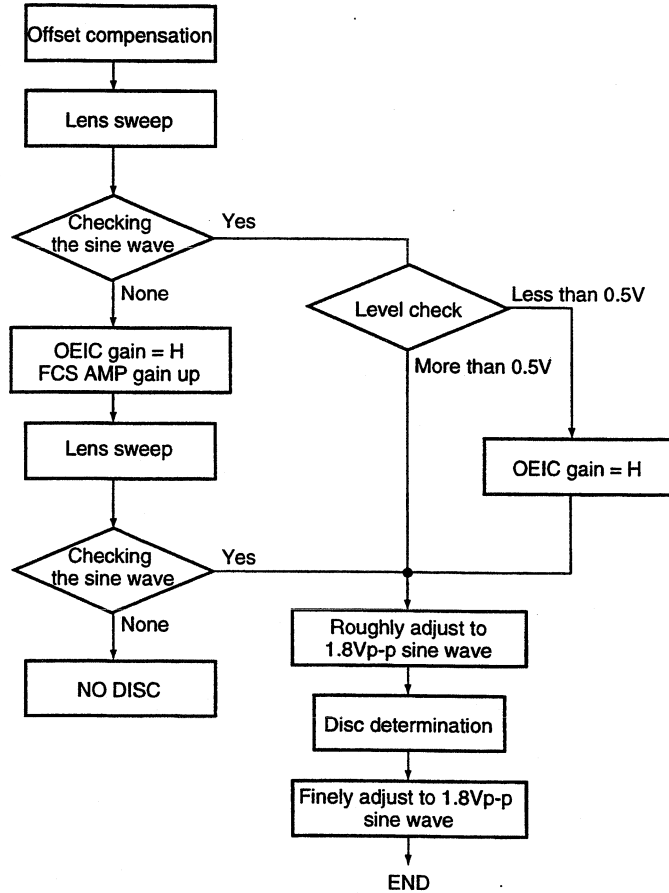 Offset compensation
Lens sweep
Checking
the sine wave
Yes
None
Level check
Less than 0.5V
More than 0.5V
OEIC gain = H
FCS AMP gain up
Lens sweep
OEIC gain = H
Checking
the sine wave
Yes
None
NO DISC
Roughly adjust to
1.8Vp-p sine wave
Disc determination
Finely adjust to 1.8Vp-p
sine wave
END